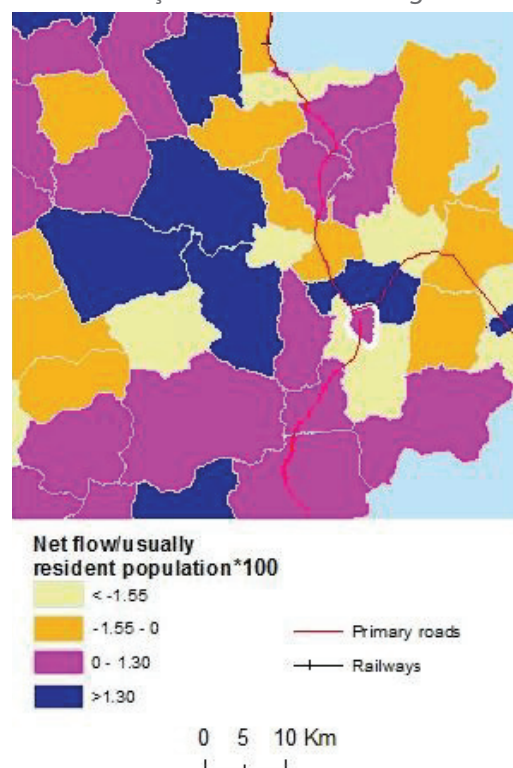 Net flow/usually
resident population*100
< -1.55
-1.55 - 0
0 - 1.30
>1.30
Primary roads
Railways
0 5 10 Km